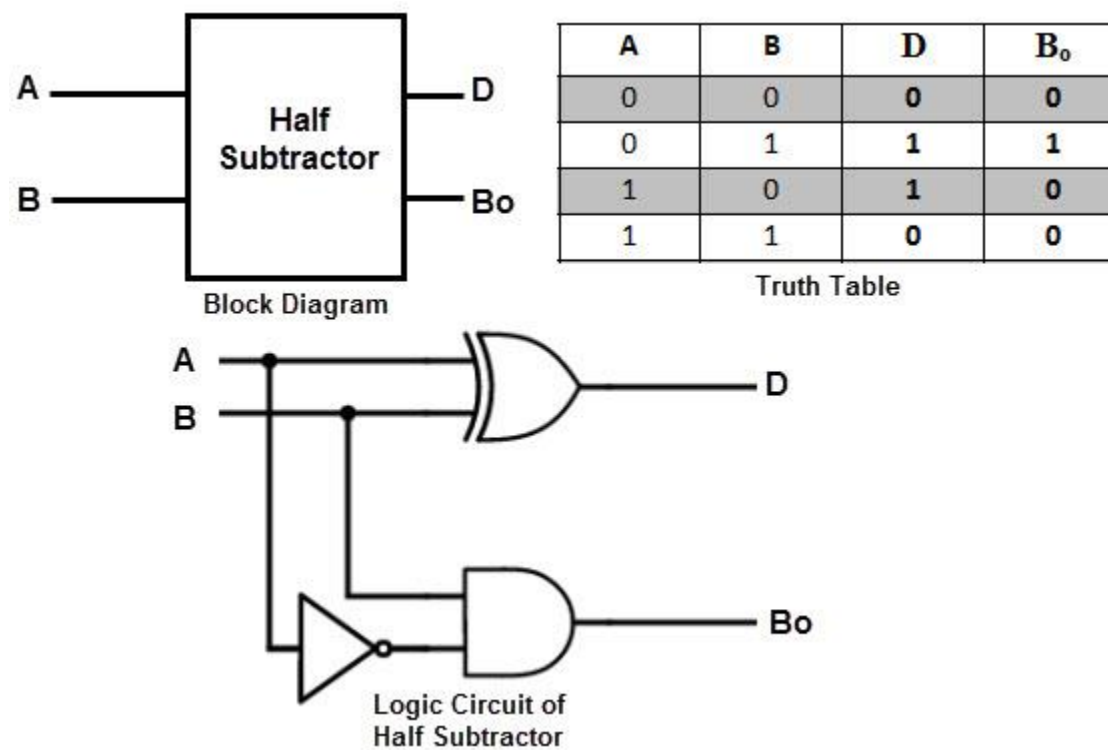 A
B
Half
Subtractor
D
Bo
Block Diagram
A B D B₀
0 0 0 0
0 1 1 1
1 0 1 0
1 1 0 0
Truth Table
A
B
D
Bo
Logic Circuit of
Half Subtractor